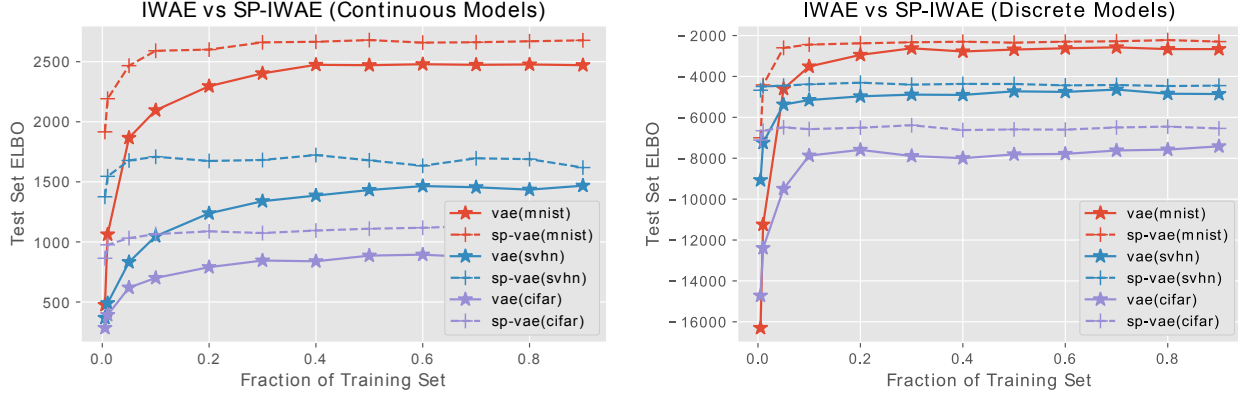 IWAE vs SP-IWAE (Continuous Models)
Test Set ELBO
2500
2000
1500
1000
500
0.0 0.2 0.4 0.6 0.8
Fraction of Training Set
vae(mnist)
sp-vae(mnist)
vae(svhn)
sp-vae(svhn)
vae(cifar)
sp-vae(cifar)
IWAE vs SP-IWAE (Discrete Models)
Test Set ELBO
−2000
−4000
−6000
−8000
−10000
−12000
−14000
−16000
0.0 0.2 0.4 0.6 0.8
Fraction of Training Set
vae(mnist)
sp-vae(mnist)
vae(svhn)
sp-vae(svhn)
vae(cifar)
sp-vae(cifar)